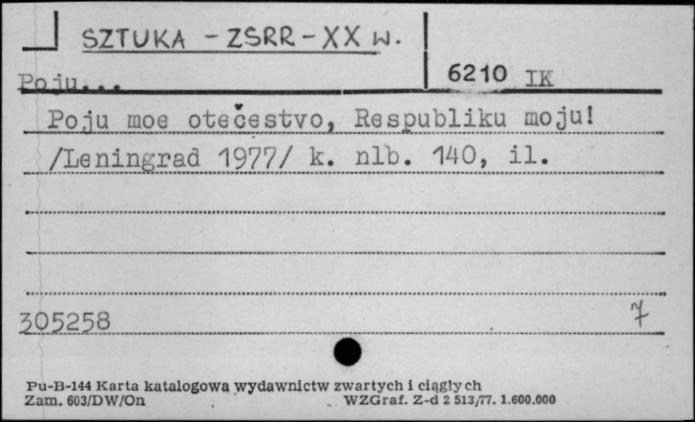 SZTUKA - ZSRR - XX w.
Poju...
6210 IK
Poju moe otečestvo, Respubliku moju!
/Leningrad 1977/ k. nlb. 140, il.
305258 7
Pu-B-144 Karta katalogowa wydawnictw zwartych i ciągłych
Zam. 603/DW/On WZGraf. Z-d 2 513/77. 1.600.000